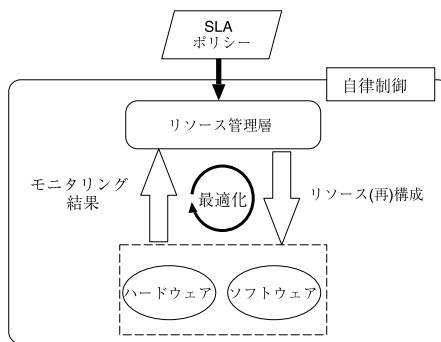 SLA
ポリシー
自律制御
リソース管理層
モニタリング
結果
最適化
リソース(再)構成
ハードウェア
ソフトウェア